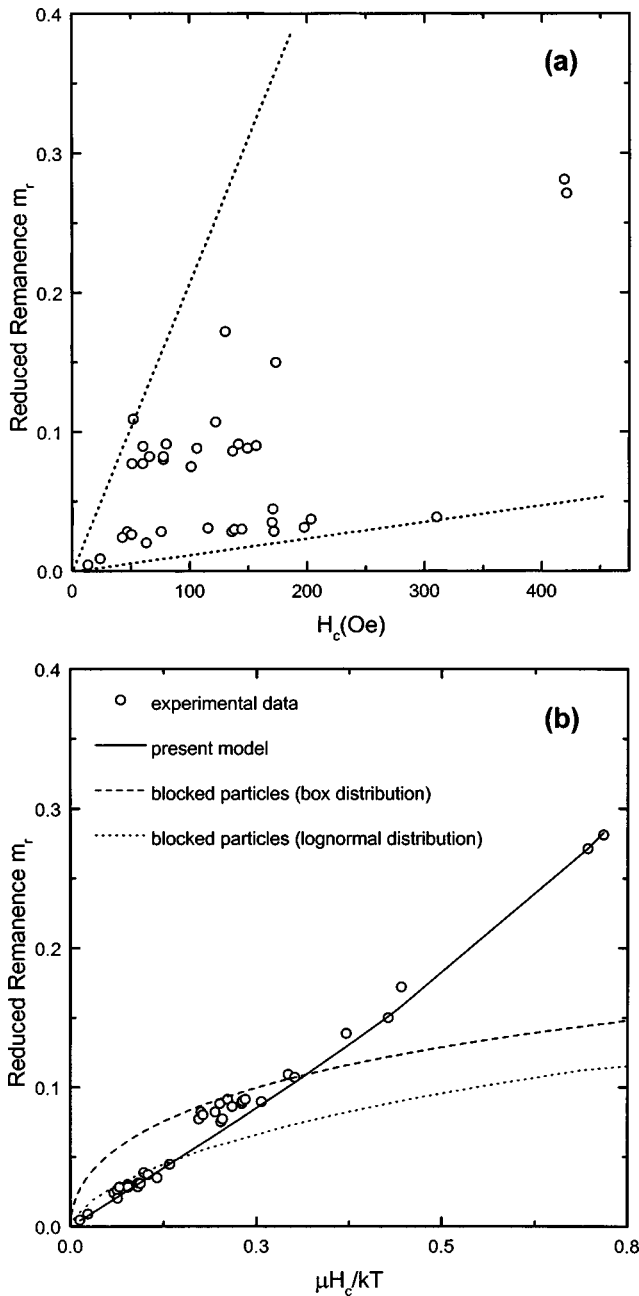 (a)
0.4
0.3
0.2
0.1
0.0
Reduced Remanence mᵣ
0 100 200 300 400
H_c(Oe)
(b)
0.4
0.3
0.2
0.1
0.0
Reduced Remanence mᵣ
experimental data
present model
blocked particles (box distribution)
blocked particles (lognormal distribution)
0.0 0.3 0.5 0.8
μH_c/kT